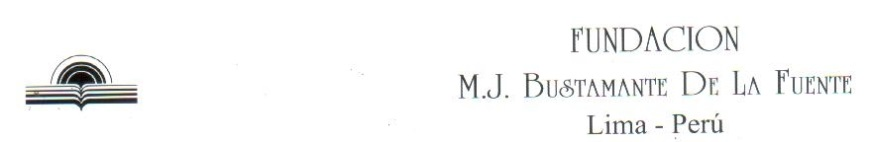 FUNDACION
M.J. BUSTAMANTE DE LA FUENTE
Lima - Perú